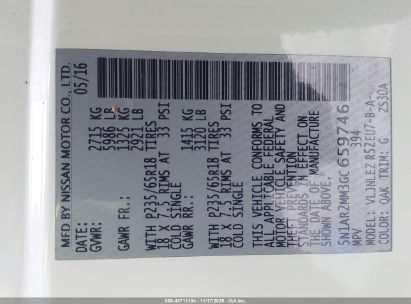 MFD BY NISSAN MOTOR CO., LTD.
DATE: 05/16
GVWR: 2715 KG
5986 LB
GAWR FR.: 1325 KG
2921 LB
WITH P235/65R18 TIRES
18 X 7.5 RIMS AT 33 PSI
COLD SINGLE
GAWR RR.: 1415 KG
3120 LB
WITH P235/65R18 TIRES
18 X 7.5 RIMS AT 33 PSI
COLD SINGLE
THIS VEHICLE CONFORMS TO
ALL APPLICABLE FEDERAL
MOTOR VEHICLE SAFETY AND
THEFT PREVENTION
STANDARDS IN EFFECT ON
THE DATE OF MANUFACTURE
SHOWN ABOVE.
5N1AR2MM3GC659746
MPV 394
MODEL: VL1NLEZ R52EU7-B-A-
COLOR: QAK TRIM: G ZS30A